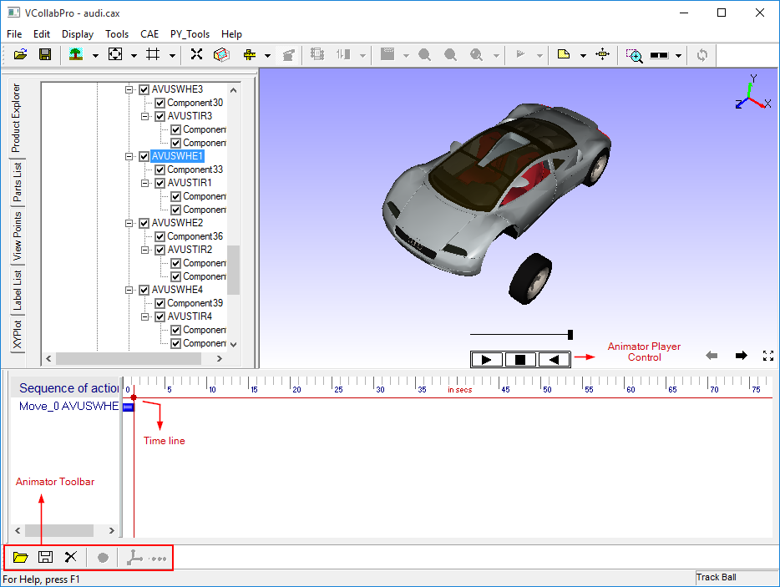 VCollabPro - audi.cax
File Edit Display Tools CAE PY_Tools Help
Product Explorer
Parts List
View Points
Label List
XYPlot
AVUSWHE3
Component30
AVUSTIR3
Componen
Componen
AVUSWHE1
Component33
AVUSTIR1
Componen
Componen
AVUSWHE2
Component36
AVUSTIR2
Componen
Componen
AVUSWHE4
Component39
AVUSTIR4
Componen
Componen
Y
X
Z
Animator Player
Control
Sequence of action
0 5 10 15 20 25 30 35 in secs 45 50 55 60 65 70 75
Move_0 AVUSWHE
Time line
Animator Toolbar
For Help, press F1
Track Ball